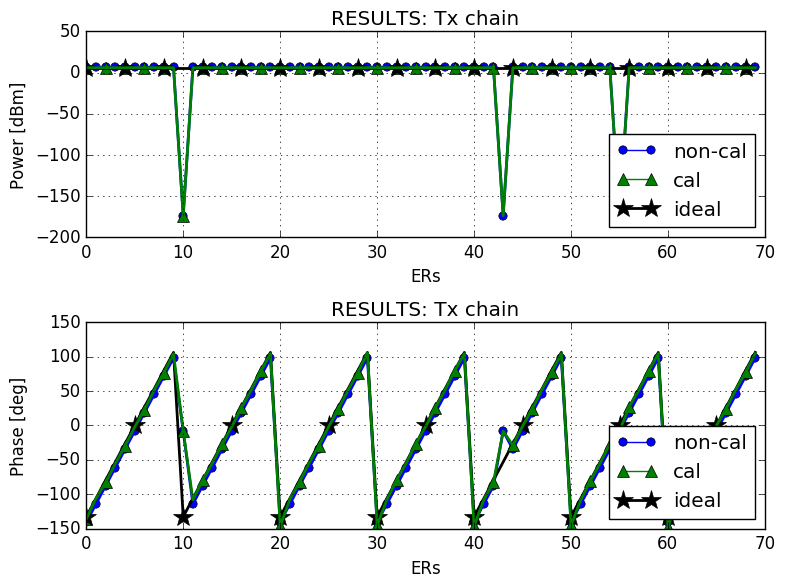 RESULTS: Tx chain
Power [dBm]
50
0
−50
−100
−150
−200
non-cal
cal
ideal
0 10 20 30 40 50 60 70
ERs
RESULTS: Tx chain
Phase [deg]
150
100
50
0
−50
−100
−150
non-cal
cal
ideal
0 10 20 30 40 50 60 70
ERs